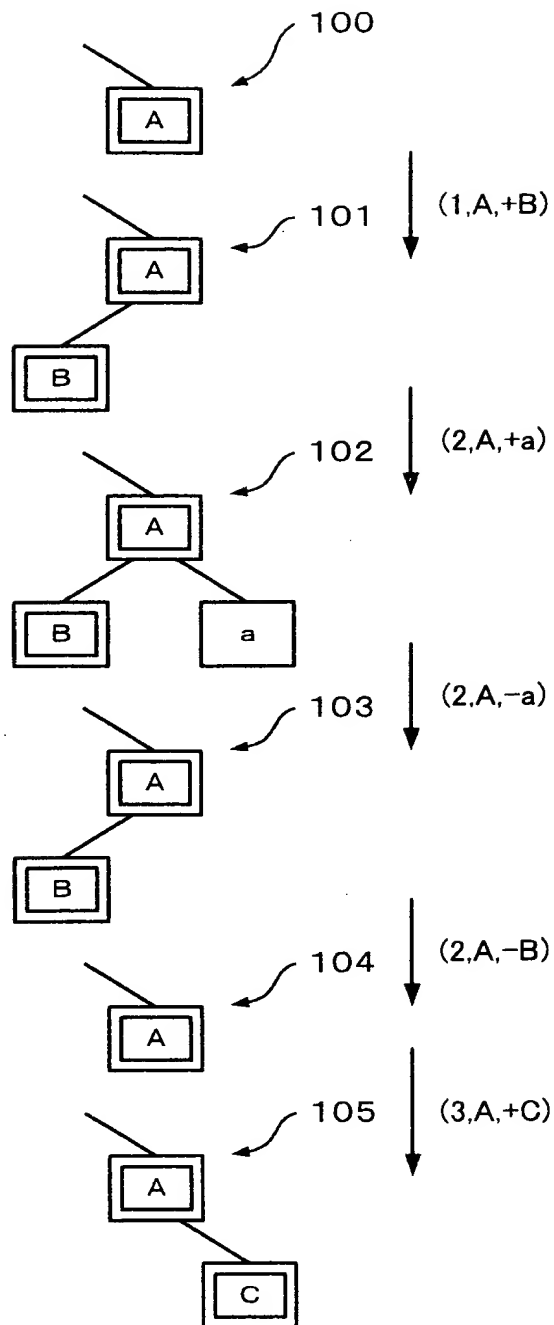 100
A
(1,A,+B)
101
A
B
(2,A,+a)
102
A
B
a
(2,A,−a)
103
A
B
(2,A,−B)
104
A
(3,A,+C)
105
A
C